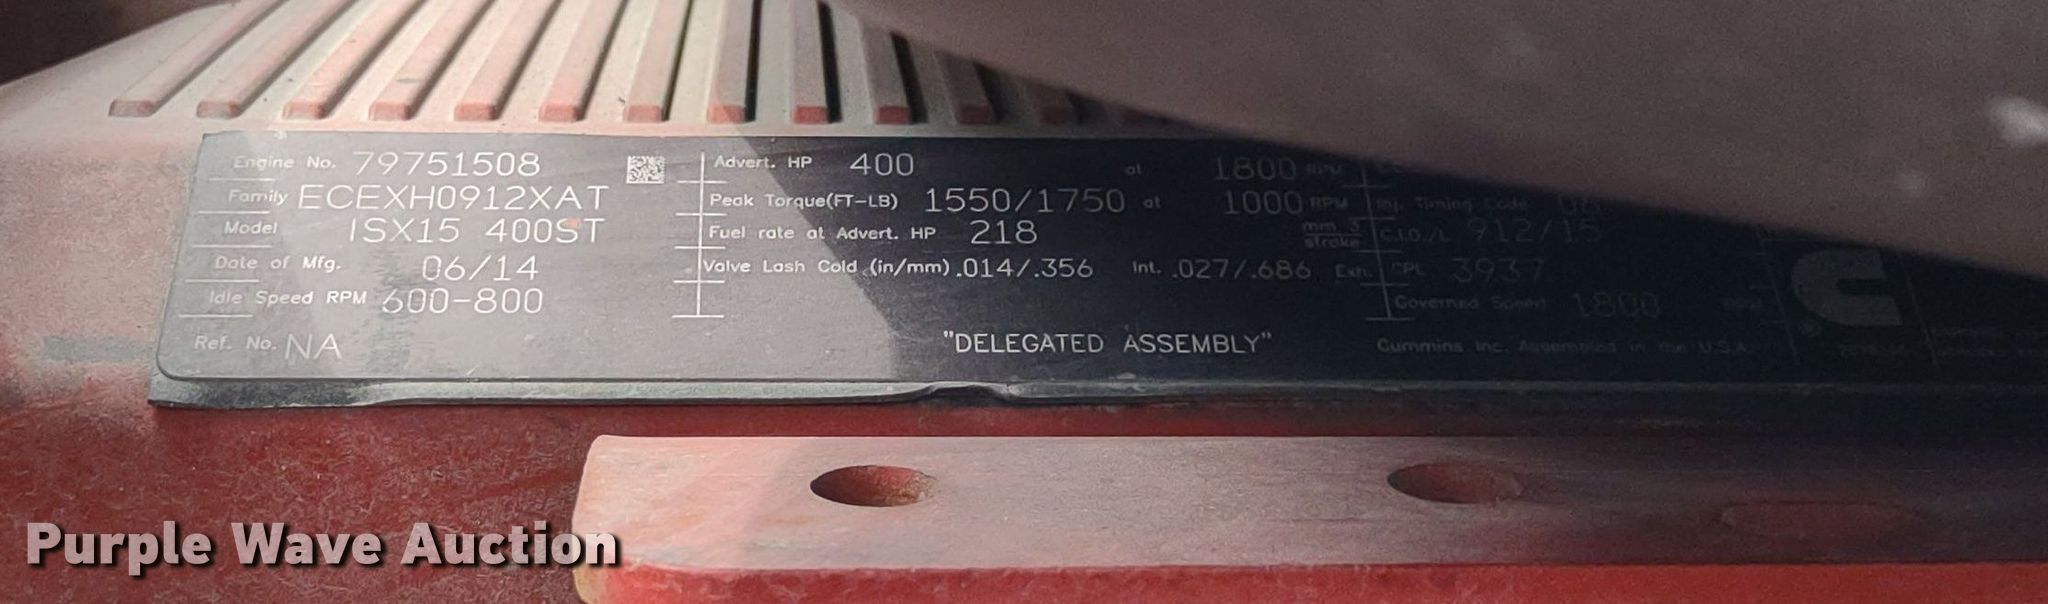 Engine No. 79751508
Family ECEXH0912XAT
Model ISX15 400ST
Date of Mfg. 06/14
Idle Speed RPM 600-800
Ref. No. NA
Advert. HP 400 at 1800 RPM
Peak Torque(FT-LB) 1550/1750 at 1000 RPM
Fuel rate at Advert. HP 218 mm 3 stroke
Valve Lash Cold (in/mm) .014/.356 Int. .027/.686 Exh.
"DELEGATED ASSEMBLY"
Inj. Timing Code
C.I.D./L 912/15
CPL 3937
Governed Speed 1800 RPM
Cummins Inc. Assembled in the U.S.A.
Purple Wave Auction